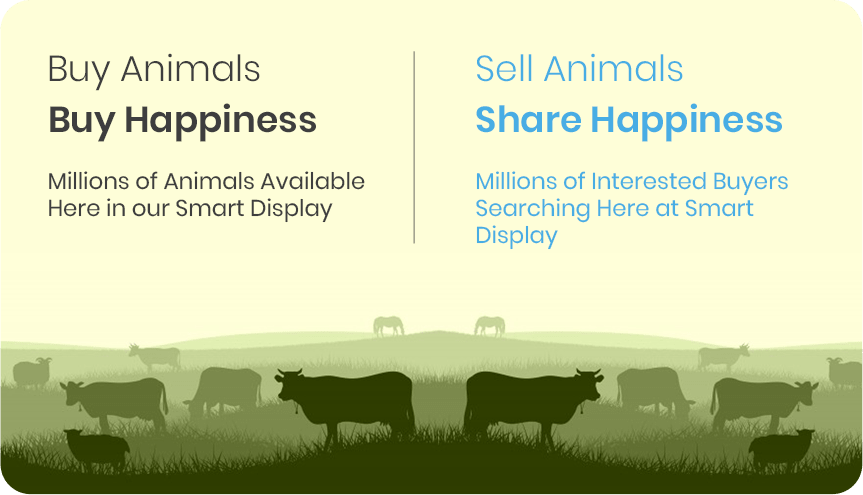 Buy Animals
Buy Happiness
Millions of Animals Available
Here in our Smart Display
Sell Animals
Share Happiness
Millions of Interested Buyers
Searching Here at Smart
Display